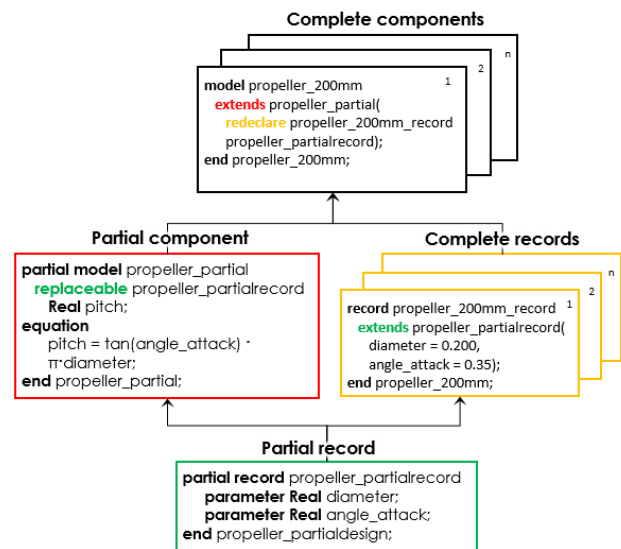 Complete components
n
2
1
model propeller_200mm
extends propeller_partial(
redeclare propeller_200mm_record
propeller_partialrecord);
end propeller_200mm;
Partial component
partial model propeller_partial
replaceable propeller_partialrecord
Real pitch;
equation
pitch = tan(angle_attack) ·
π·diameter;
end propeller_partial;
Complete records
n
2
1
record propeller_200mm_record
extends propeller_partialrecord(
diameter = 0.200,
angle_attack = 0.35);
end propeller_200mm;
Partial record
partial record propeller_partialrecord
parameter Real diameter;
parameter Real angle_attack;
end propeller_partialdesign;